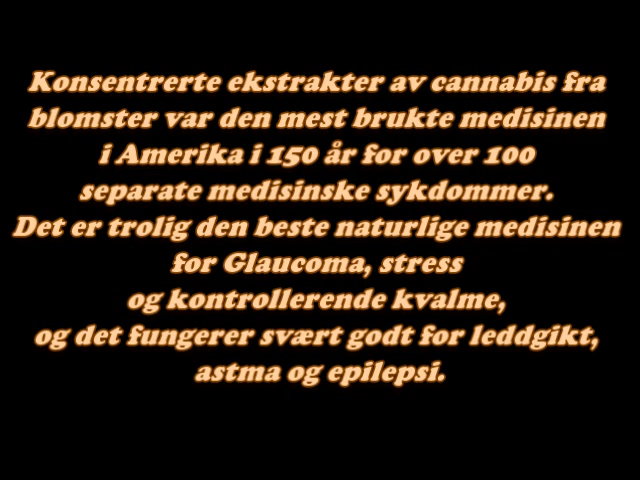 Konsentrerte ekstrakter av cannabis fra
blomster var den mest brukte medisinen
i Amerika i 150 år for over 100
separate medisinske sykdommer.
Det er trolig den beste naturlige medisinen
for Glaucoma, stress
og kontrollerende kvalme,
og det fungerer svært godt for leddgikt,
astma og epilepsi.